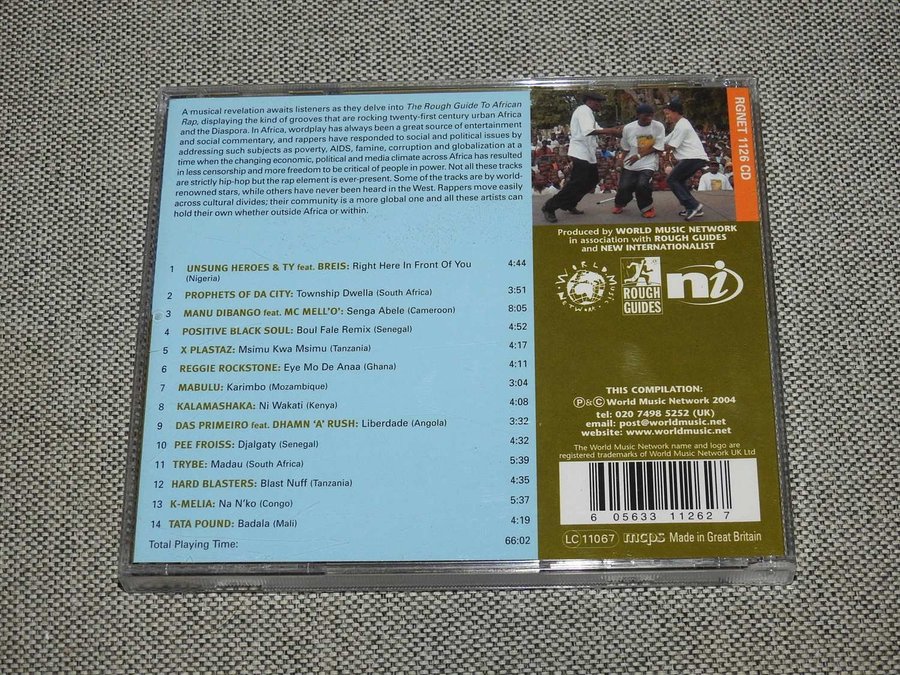 A musical revelation awaits listeners as they delve into The Rough Guide To African
Rap, displaying the kind of grooves that are rocking twenty-first century urban Africa
and the Diaspora. In Africa, wordplay has always been a great source of entertainment
and social commentary, and rappers have responded to social and political issues by
addressing such subjects as poverty, AIDS, famine, corruption and globalization at a
time when the changing economic, political and media climate across Africa has resulted
in less censorship and more freedom to be critical of people in power. Not all these tracks
are strictly hip-hop but the rap element is ever-present. Some of the tracks are by world-
renowned stars, while others have never been heard in the West. Rappers move easily
across cultural divides; their community is a more global one and all these artists can
hold their own whether outside Africa or within.
1 UNSUNG HEROES & TY feat. BREIS: Right Here In Front Of You 4:44
(Nigeria)
2 PROPHETS OF DA CITY: Township Dwella (South Africa) 3:51
3 MANU DIBANGO feat. MC MELL'O': Senga Abele (Cameroon) 8:05
4 POSITIVE BLACK SOUL: Boul Fale Remix (Senegal) 4:52
5 X PLASTAZ: Msimu Kwa Msimu (Tanzania) 4:17
6 REGGIE ROCKSTONE: Eye Mo De Anaa (Ghana) 4:11
7 MABULU: Karimbo (Mozambique) 3:04
8 KALAMASHAKA: Ni Wakati (Kenya) 4:08
9 DAS PRIMEIRO feat. DHAMN 'A' RUSH: Liberdade (Angola) 3:32
10 PEE FROISS: Djalgaty (Senegal) 4:32
11 TRYBE: Madau (South Africa) 5:39
12 HARD BLASTERS: Blast Nuff (Tanzania) 4:35
13 K-MELIA: Na N'ko (Congo) 5:37
14 TATA POUND: Badala (Mali) 4:19
Total Playing Time: 66:02
RGNET 1126 CD
Produced by WORLD MUSIC NETWORK
in association with ROUGH GUIDES
and NEW INTERNATIONALIST
WORLD MUSIC NETWORK
ROUGH
GUIDES
ni
THIS COMPILATION:
℗&© World Music Network 2004
tel: 020 7498 5252 (UK)
email: post@worldmusic.net
website: www.worldmusic.net
The World Music Network name and logo are
registered trademarks of World Music Network UK Ltd
6 05633 11262 7
LC 11067 mcps Made in Great Britain